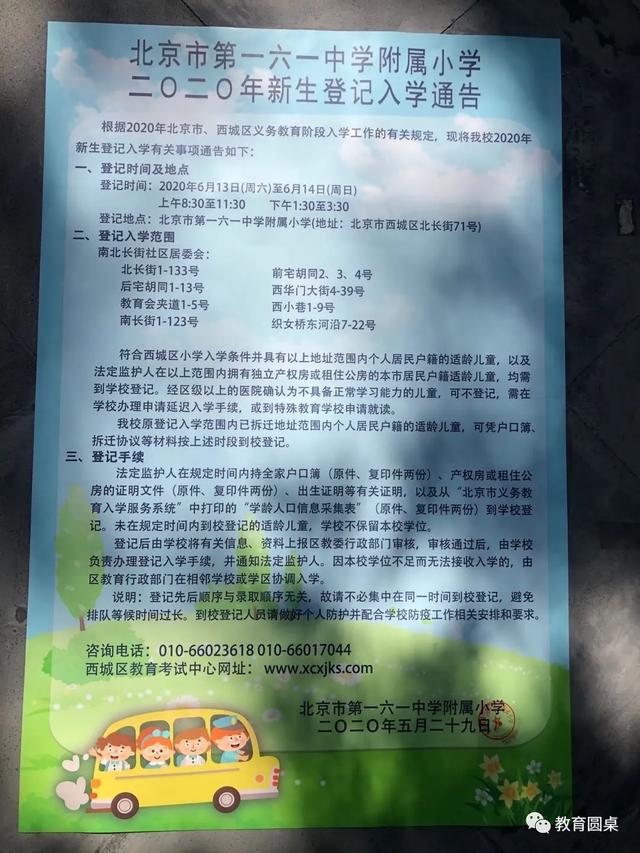 北京市第一六一中学附属小学
二〇二〇年新生登记入学通告
根据2020年北京市、西城区义务教育阶段入学工作的有关规定，现将我校2020年
新生登记入学有关事项通告如下：
一、登记时间及地点
登记时间：2020年6月13日(周六)至6月14日(周日)
上午8:30至11:30 下午1:30至3:30
登记地点：北京市第一六一中学附属小学(地址：北京市西城区北长街71号)
二、登记入学范围
南北长街社区居委会：
北长街1-133号 前宅胡同2、3、4号
后宅胡同1-13号 西华门大街4-39号
教育会夹道1-5号 西小巷1-9号
南长街1-123号 织女桥东河沿7-22号
符合西城区小学入学条件并具有以上地址范围内个人居民户籍的适龄儿童，以及
法定监护人在以上范围内拥有独立产权房或租住公房的本市居民户籍适龄儿童，均需
到学校登记。经区级以上的医院确认为不具备正常学习能力的儿童，可不登记，需在
学校办理申请延迟入学手续，或到特殊教育学校申请就读。
我校原登记入学范围内已拆迁地址范围内个人居民户籍的适龄儿童，可凭户口簿、
拆迁协议等材料按上述时段到校登记。
三、登记手续
法定监护人在规定时间内持全家户口簿（原件、复印件两份）、产权房或租住公
房的证明文件（原件、复印件两份）、出生证明等有关证明，以及从“北京市义务教
育入学服务系统”中打印的“学龄人口信息采集表”（原件、复印件两份）到学校登
记。未在规定时间内到校登记的适龄儿童，学校不保留本校学位。
登记后由学校将有关信息、资料上报区教委行政部门审核，审核通过后，由学校
负责办理登记入学手续，并通知法定监护人。因本校学位不足而无法接收入学的，由
区教育行政部门在相邻学校或学区协调入学。
说明：登记先后顺序与录取顺序无关，故请不必集中在同一时间到校登记，避免
排队等候时间过长。到校登记人员请做好个人防护并配合学校防疫工作相关安排和要求。
咨询电话：010-66023618 010-66017044
西城区教育考试中心网址： www.xcxjks.com
北京市第一六一中学附属小学
二〇二〇年五月二十九日
教育圆桌